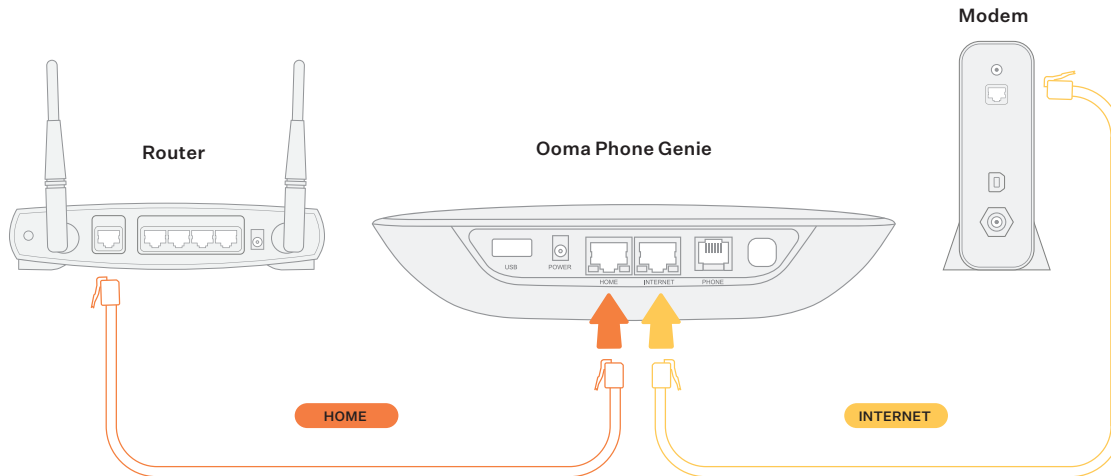 Modem
Router
Ooma Phone Genie
USB
POWER
HOME
INTERNET
PHONE
HOME
INTERNET